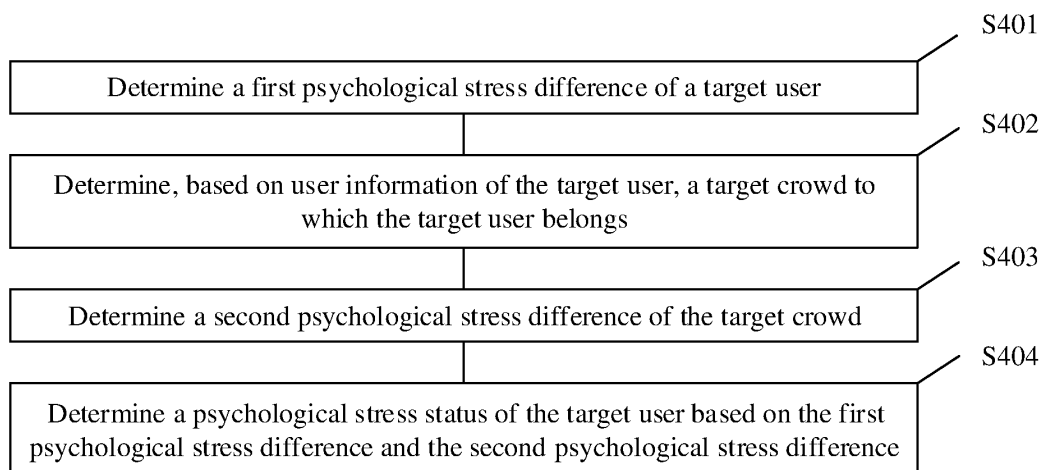 S401
Determine a first psychological stress difference of a target user
S402
Determine, based on user information of the target user, a target crowd to
which the target user belongs
S403
Determine a second psychological stress difference of the target crowd
S404
Determine a psychological stress status of the target user based on the first
psychological stress difference and the second psychological stress difference